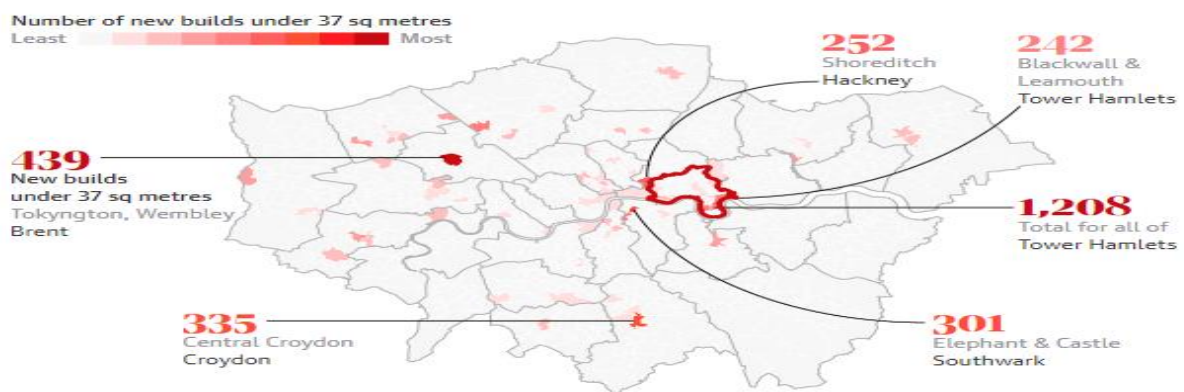 Number of new builds under 37 sq metres
Least Most
252
Shoreditch
Hackney
242
Blackwall &
Leamouth
Tower Hamlets
439
New builds
under 37 sq metres
Tokyngton, Wembley
Brent
1,208
Total for all of
Tower Hamlets
335
Central Croydon
Croydon
301
Elephant & Castle
Southwark